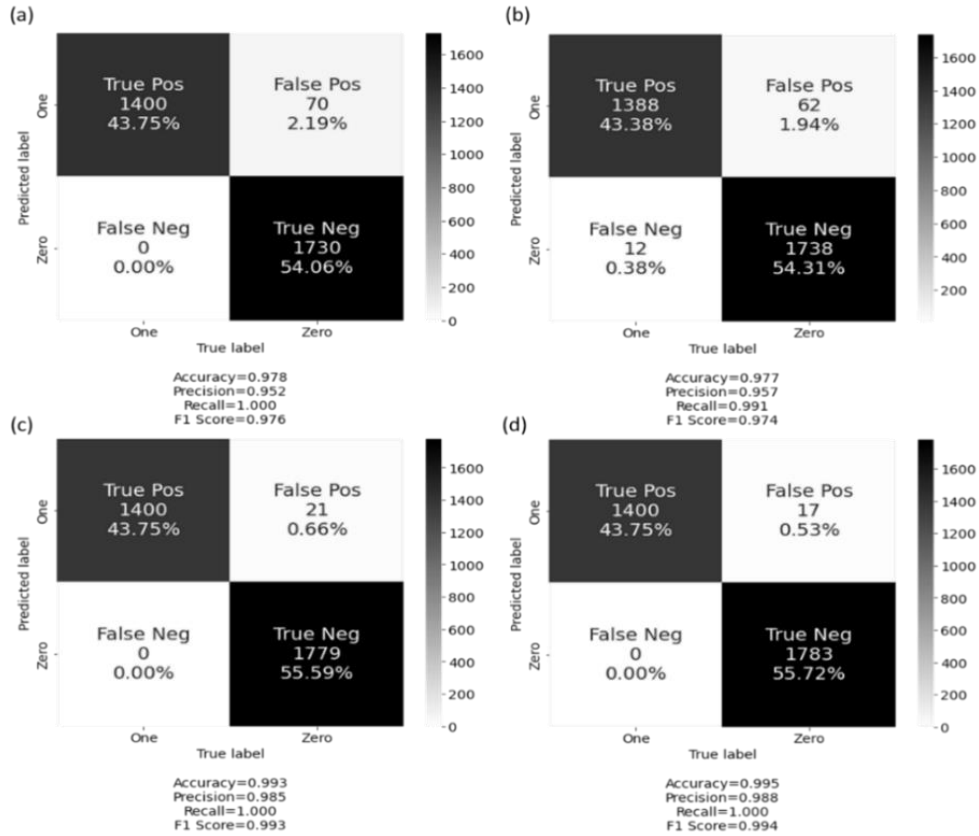 (a)
True Pos
1400
43.75%
False Pos
70
2.19%
False Neg
0
0.00%
True Neg
1730
54.06%
One
Zero
Predicted label
One
Zero
True label
1600
1400
1200
1000
800
600
400
200
0
Accuracy=0.978
Precision=0.952
Recall=1.000
F1 Score=0.976
(b)
True Pos
1388
43.38%
False Pos
62
1.94%
False Neg
12
0.38%
True Neg
1738
54.31%
One
Zero
Predicted label
One
Zero
True label
1600
1400
1200
1000
800
600
400
200
Accuracy=0.977
Precision=0.957
Recall=0.991
F1 Score=0.974
(c)
True Pos
1400
43.75%
False Pos
21
0.66%
False Neg
0
0.00%
True Neg
1779
55.59%
One
Zero
Predicted label
One
Zero
True label
1600
1400
1200
1000
800
600
400
200
0
Accuracy=0.993
Precision=0.985
Recall=1.000
F1 Score=0.993
(d)
True Pos
1400
43.75%
False Pos
17
0.53%
False Neg
0
0.00%
True Neg
1783
55.72%
One
Zero
Predicted label
One
Zero
True label
1600
1400
1200
1000
800
600
400
200
0
Accuracy=0.995
Precision=0.988
Recall=1.000
F1 Score=0.994